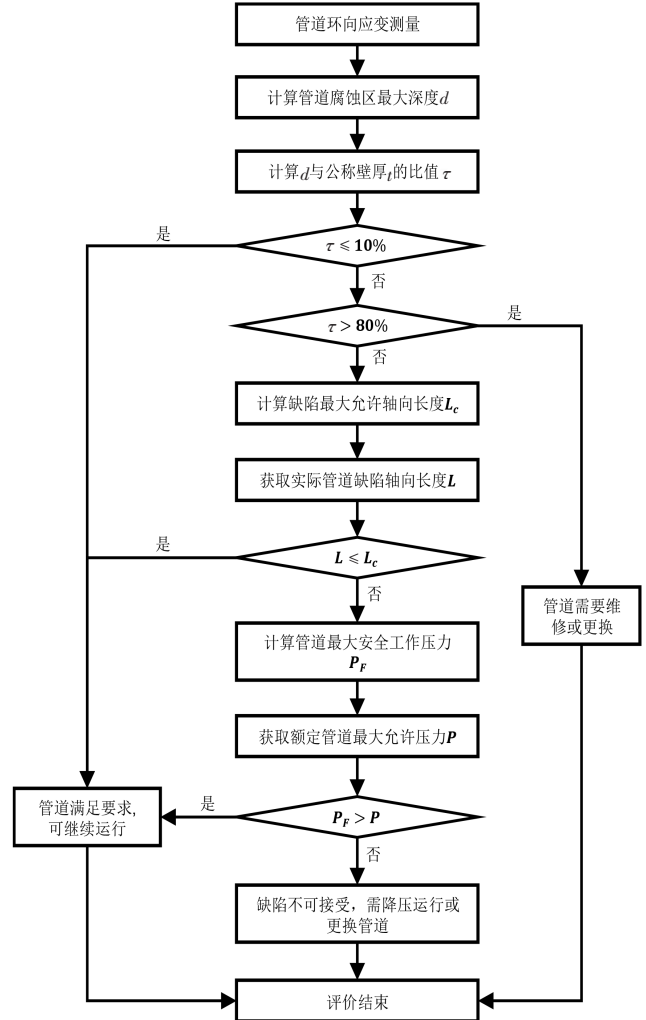 管道环向应变测量
计算管道腐蚀区最大深度d
计算d与公称壁厚t的比值 τ
是
τ ⩽ 10%
否
τ > 80%
是
否
计算缺陷最大允许轴向长度Lc
获取实际管道缺陷轴向长度L
是
L ⩽ Lc
否
管道需要维
修或更换
计算管道最大安全工作压力
PF
获取额定管道最大允许压力P
管道满足要求,
可继续运行
是
PF > P
否
缺陷不可接受，需降压运行或
更换管道
评价结束